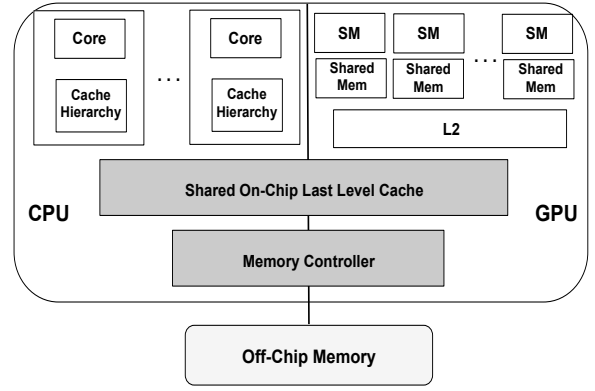 Core
Cache
Hierarchy
...
Core
Cache
Hierarchy
SM
SM
...
SM
Shared
Mem
Shared
Mem
Shared
Mem
L2
Shared On-Chip Last Level Cache
CPU
GPU
Memory Controller
Off-Chip Memory